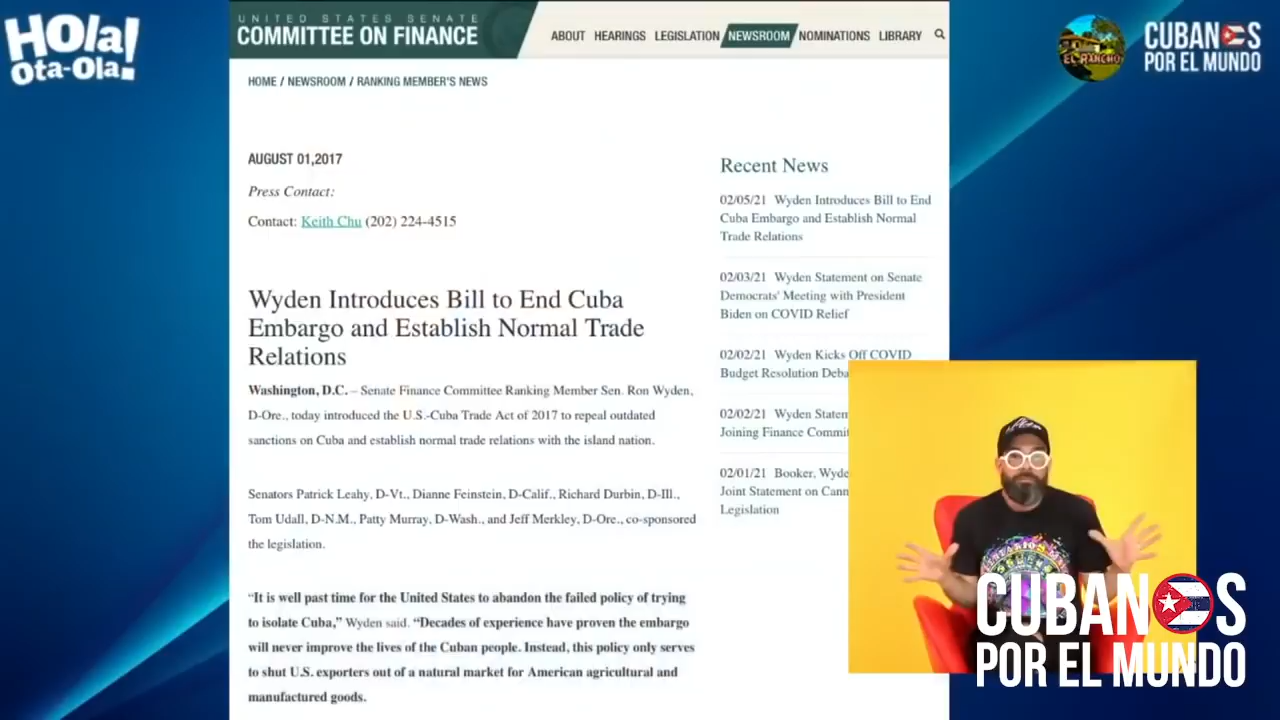 HOla!
Ota-Ola!
UNITED STATES SENATE
COMMITTEE ON FINANCE
ABOUT HEARINGS LEGISLATION NEWSROOM NOMINATIONS LIBRARY
EL RANCHO
CUBANOS
POR EL MUNDO
HOME / NEWSROOM / RANKING MEMBER'S NEWS
AUGUST 01,2017
Press Contact:
Contact: Keith Chu (202) 224-4515
Wyden Introduces Bill to End Cuba
Embargo and Establish Normal Trade
Relations
Washington, D.C. – Senate Finance Committee Ranking Member Sen. Ron Wyden,
D-Ore., today introduced the U.S.-Cuba Trade Act of 2017 to repeal outdated
sanctions on Cuba and establish normal trade relations with the island nation.
Senators Patrick Leahy, D-Vt., Dianne Feinstein, D-Calif., Richard Durbin, D-Ill.,
Tom Udall, D-N.M., Patty Murray, D-Wash., and Jeff Merkley, D-Ore., co-sponsored
the legislation.
“It is well past time for the United States to abandon the failed policy of trying
to isolate Cuba,” Wyden said. “Decades of experience have proven the embargo
will never improve the lives of the Cuban people. Instead, this policy only serves
to shut U.S. exporters out of a natural market for American agricultural and
manufactured goods.
Recent News
02/05/21 Wyden Introduces Bill to End
Cuba Embargo and Establish Normal
Trade Relations
02/03/21 Wyden Statement on Senate
Democrats' Meeting with President
Biden on COVID Relief
02/02/21 Wyden Kicks Off COVID
Budget Resolution
02/02/21 Wyden
Joining Finance
02/01/21 Booker,
Joint Statement on
Legislation
CUBANOS
POR EL MUNDO